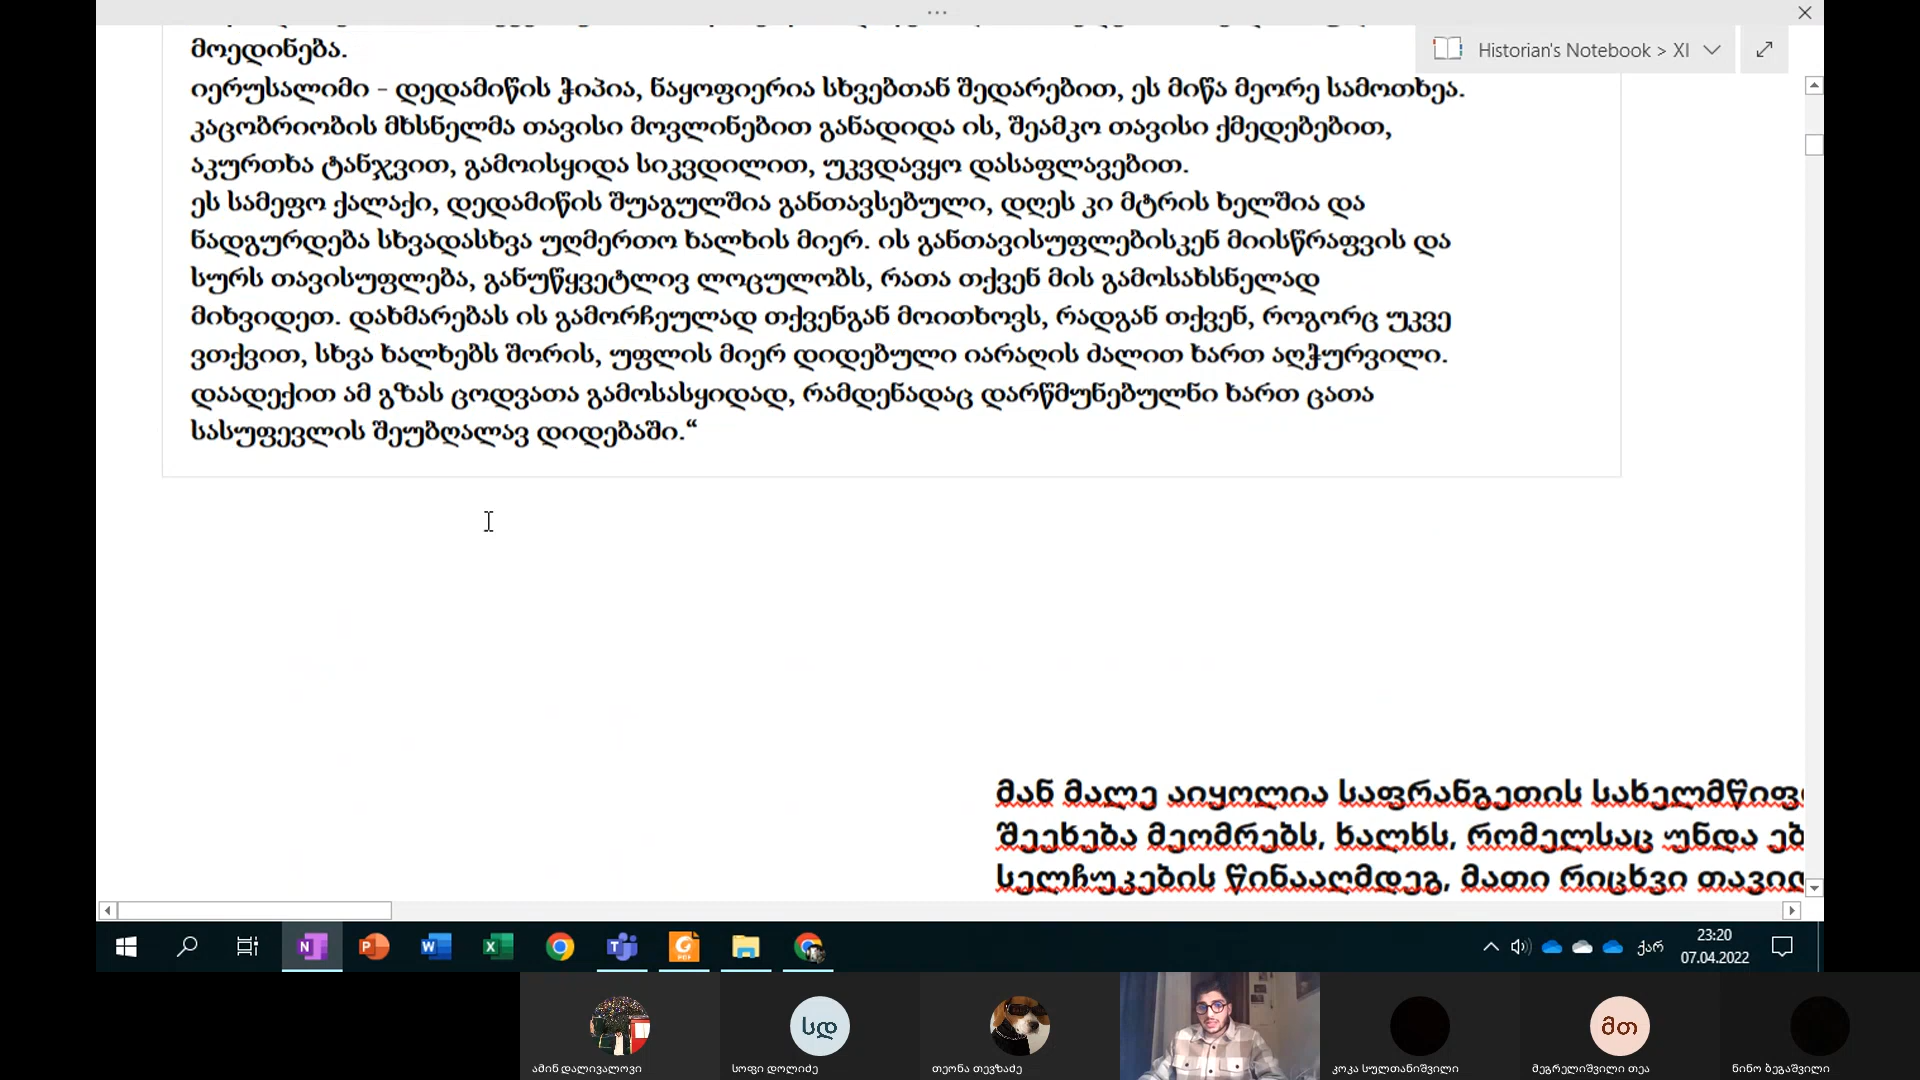 მოედინება.
Historian's Notebook > XI
იერუსალიმი - დედამიწის ჭიპია, ნაყოფიერია სხვებთან შედარებით, ეს მიწა მეორე სამოთხეა.
კაცობრიობის მხსნელმა თავისი მოვლინებით განადიდა ის, შეამკო თავისი ქმედებებით,
აკურთხა ტანჯვით, გამოისყიდა სიკვდილით, უკვდავყო დასაფლავებით.
ეს სამეფო ქალაქი, დედამიწის შუაგულშია განთავსებული, დღეს კი მტრის ხელშია და
ნადგურდება სხვადასხვა უღმერთო ხალხის მიერ. ის განთავისუფლებისკენ მიისწრაფვის და
სურს თავისუფლება, განუწყვეტლივ ლოცულობს, რათა თქვენ მის გამოსახსნელად
მიხვიდეთ. დახმარებას ის გამორჩეულად თქვენგან მოითხოვს, რადგან თქვენ, როგორც უკვე
ვთქვით, სხვა ხალხებს შორის, უფლის მიერ დიდებული იარაღის ძალით ხართ აღჭურვილი.
დაადექით ამ გზას ცოდვათა გამოსასყიდად, რამდენადაც დარწმუნებულნი ხართ ცათა
სასუფევლის შეუბღალავ დიდებაში.“
მან მალე აიყოლია საფრანგეთის
შეეხება მეომრებს, ხალხს, რომელსაც უნდა
სელჩუკების წინააღმდეგ, მათი რიცხვი
ქარ
23:20
07.04.2022
სდ
მთ
ამინ დალივალოვი
სოფი დოლიძე
თეონა თევზაძე
კოკა სულთანიშვილი
მეგრელიშვილი თეა
ნინო ბეგაშვილი